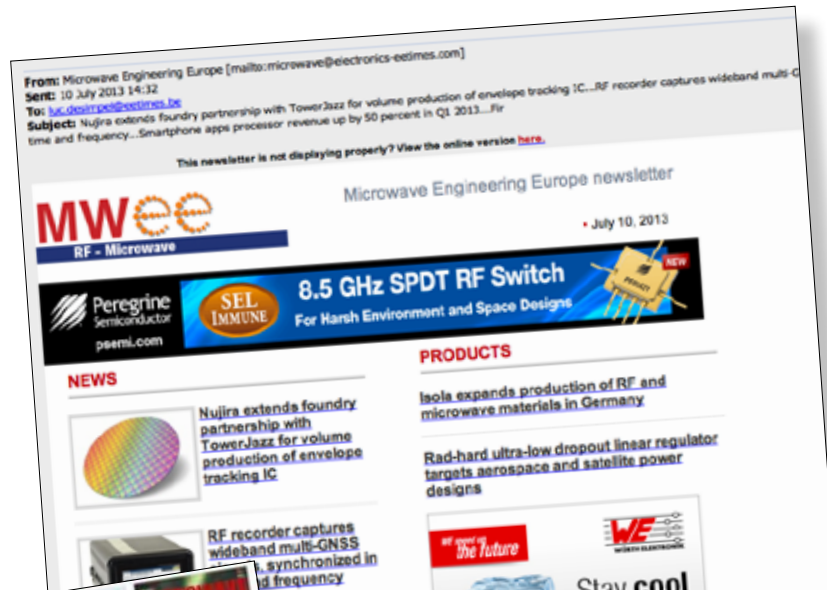 From: Microwave Engineering Europe [mailto:microwave@electronics-eetimes.com]
Sent: 10 July 2013 14:32
To: luc.desimpel@eetimes.be
Subject: Nujira extends foundry partnership with TowerJazz for volume production of envelope tracking IC...RF recorder captures wideband multi-G
time and frequency...Smartphone apps processor revenue up by 50 percent in Q1 2013...Fir
This newsletter is not displaying properly? View the online version here.
MWee
RF - Microwave
Microwave Engineering Europe newsletter
• July 10, 2013
Peregrine
Semiconductor
psemi.com
SEL
IMMUNE
8.5 GHz SPDT RF Switch
For Harsh Environment and Space Designs
NEW
NEWS
Nujira extends foundry
partnership with
TowerJazz for volume
production of envelope
tracking IC
RF recorder captures
wideband multi-GNSS
synchronized in
frequency
PRODUCTS
Isola expands production of RF and
microwave materials in Germany
Rad-hard ultra-low dropout linear regulator
targets aerospace and satellite power
designs
the future
WE
WÜRTH ELEKTRONIK
Stay cool